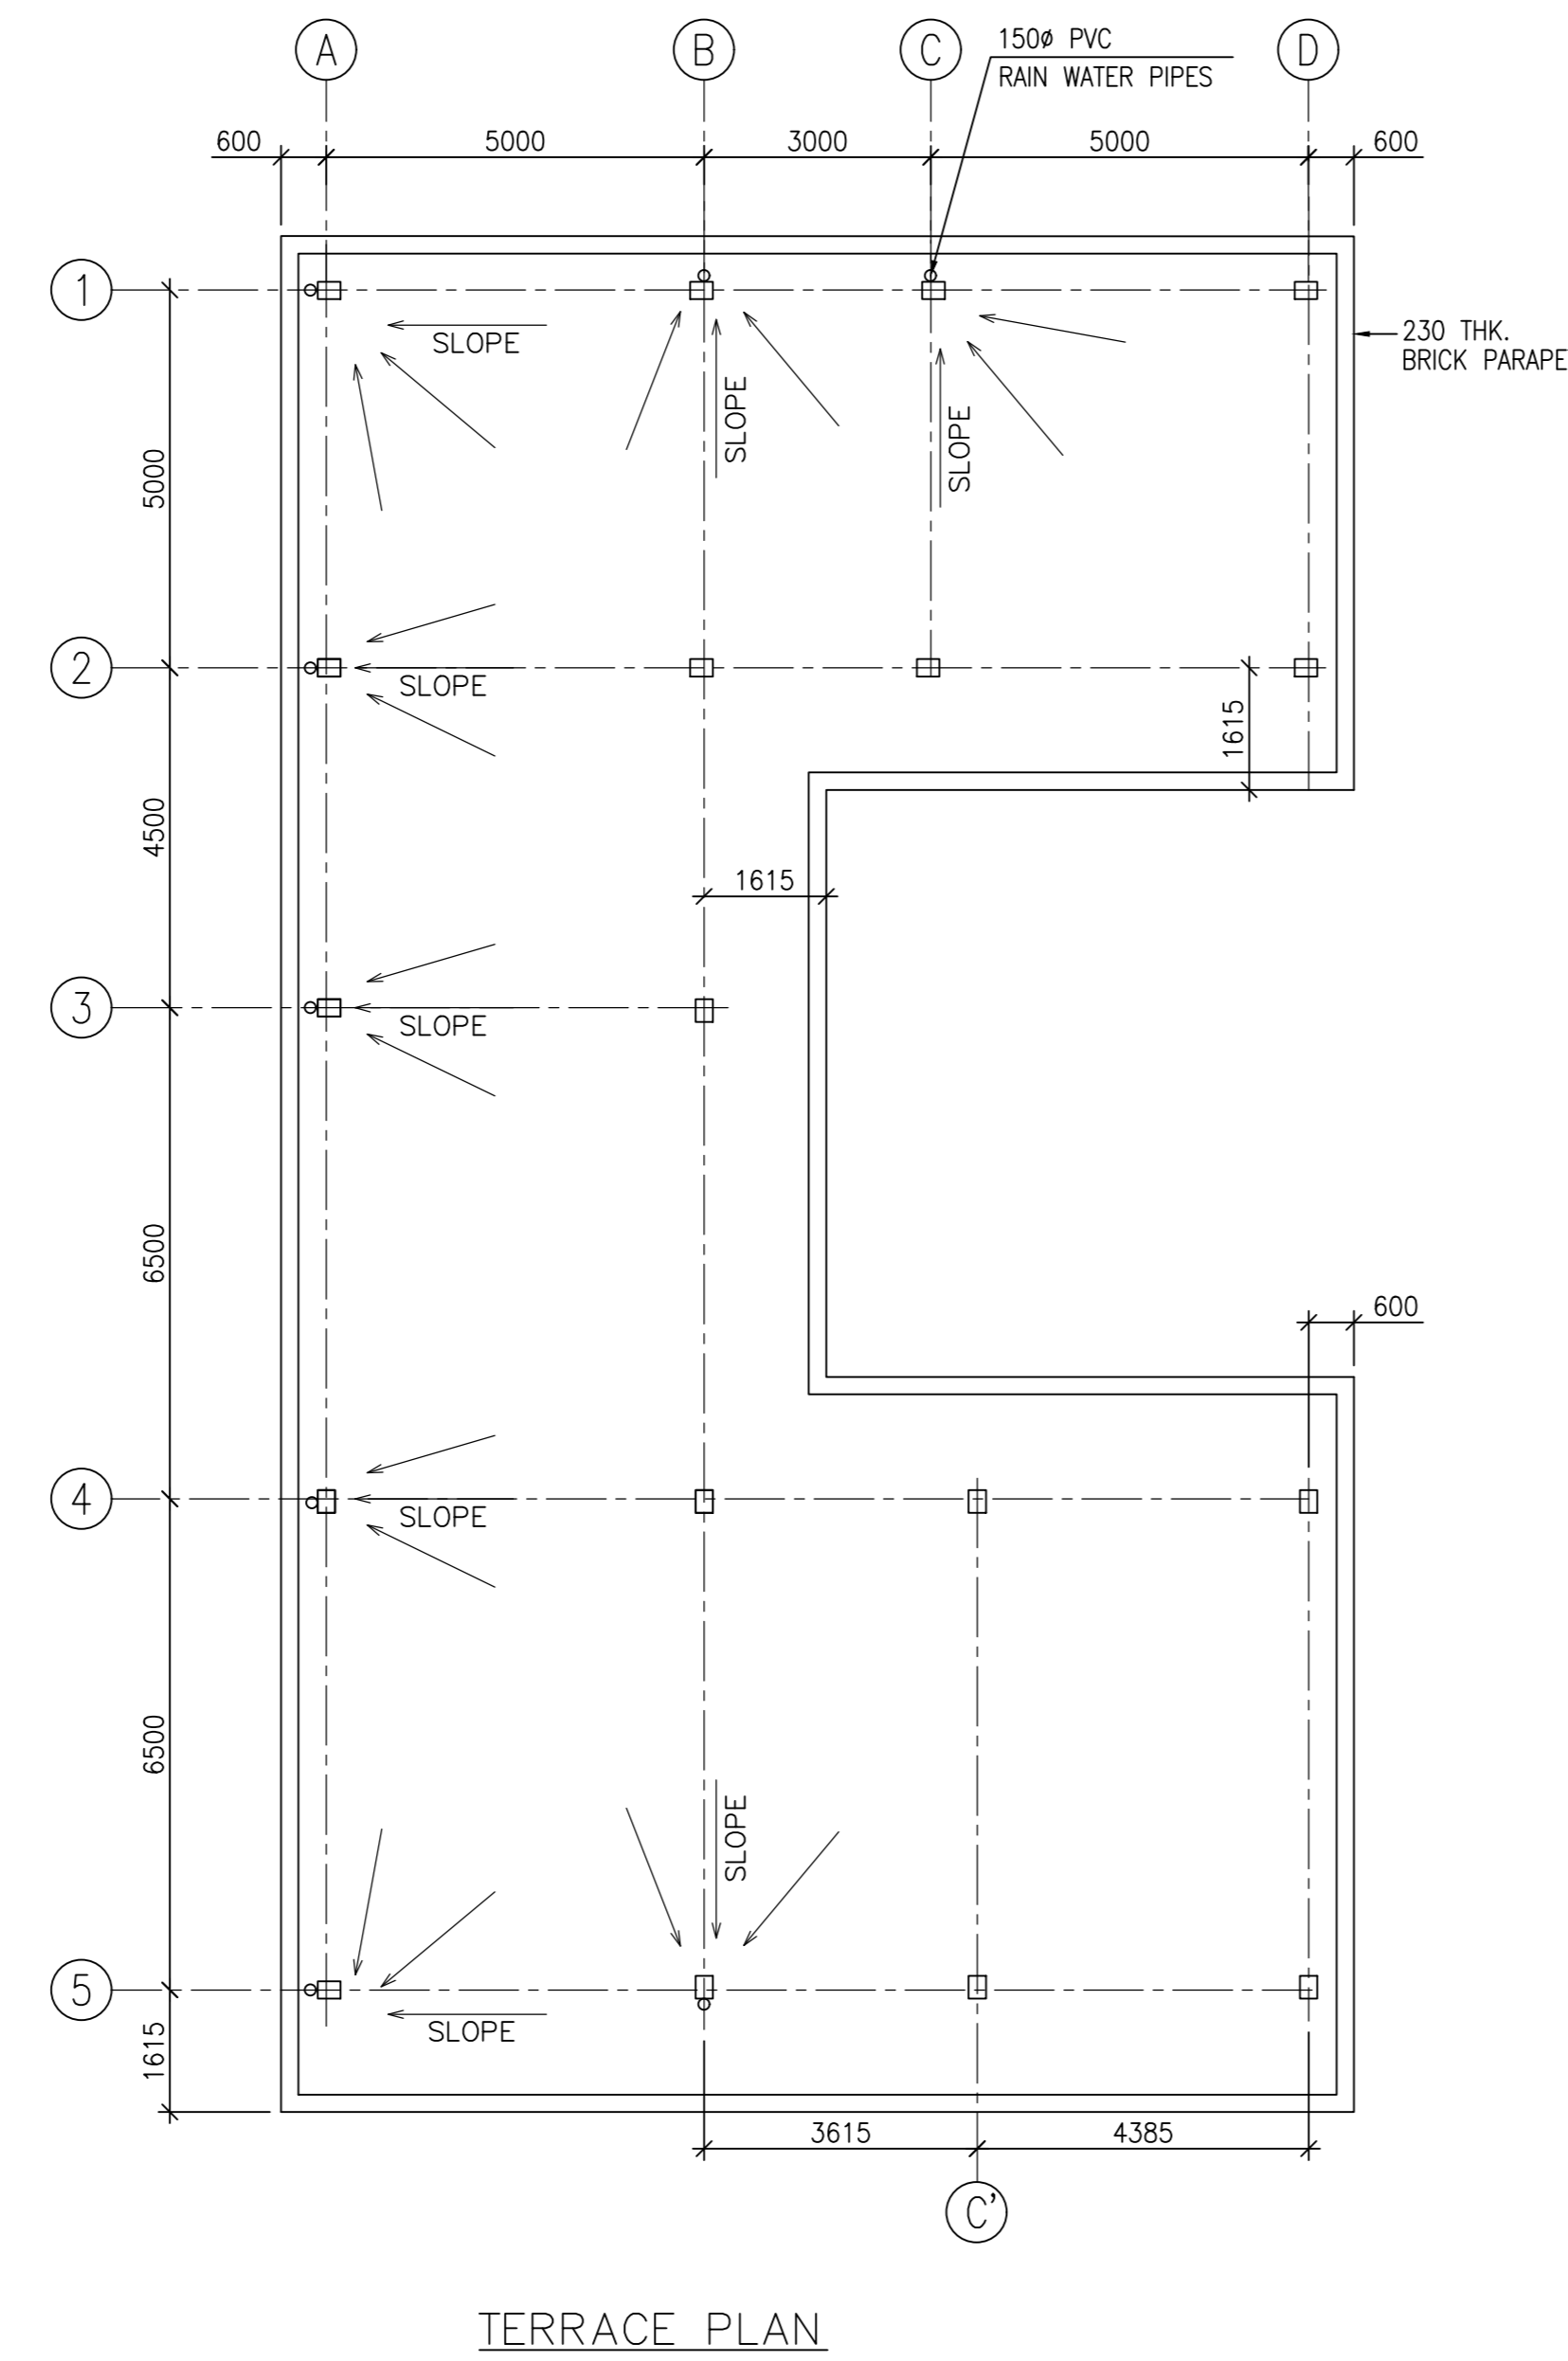 A
B
C
D
150ø PVC
RAIN WATER PIPES
600
5000
3000
5000
600
1
230 THK.
BRICK PARAPE
SLOPE
SLOPE
SLOPE
5000
2
SLOPE
1615
4500
1615
3
SLOPE
6500
600
4
SLOPE
6500
SLOPE
5
SLOPE
1615
3615
4385
C'
TERRACE PLAN